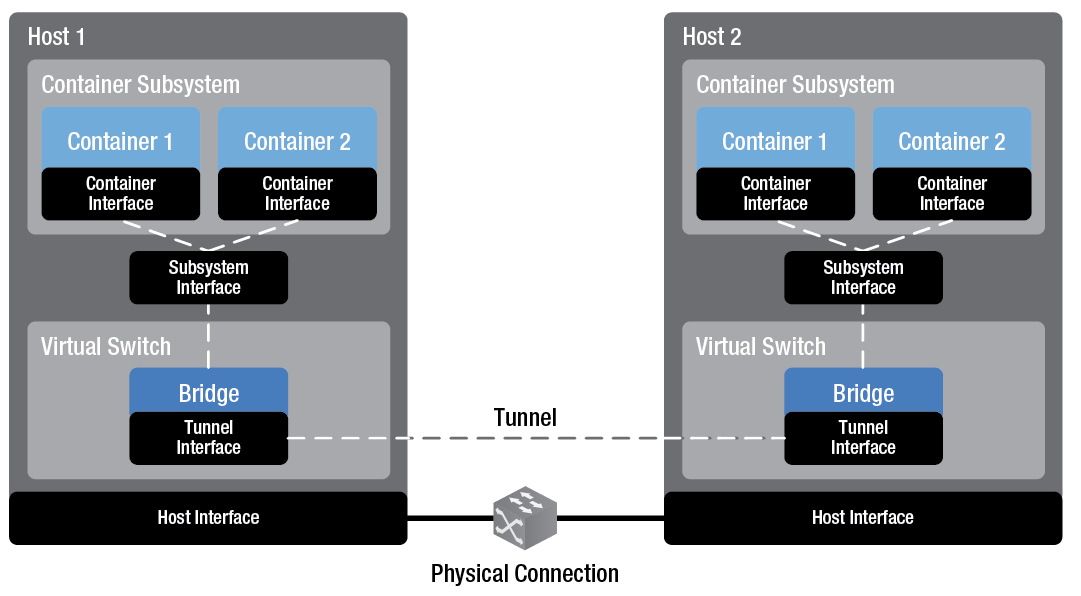 Host 1
Container Subsystem
Container 1
Container 2
Container
Interface
Container
Interface
Subsystem
Interface
Virtual Switch
Bridge
Tunnel
Interface
Host Interface
Tunnel
Physical Connection
Host 2
Container Subsystem
Container 1
Container 2
Container
Interface
Container
Interface
Subsystem
Interface
Virtual Switch
Bridge
Tunnel
Interface
Host Interface